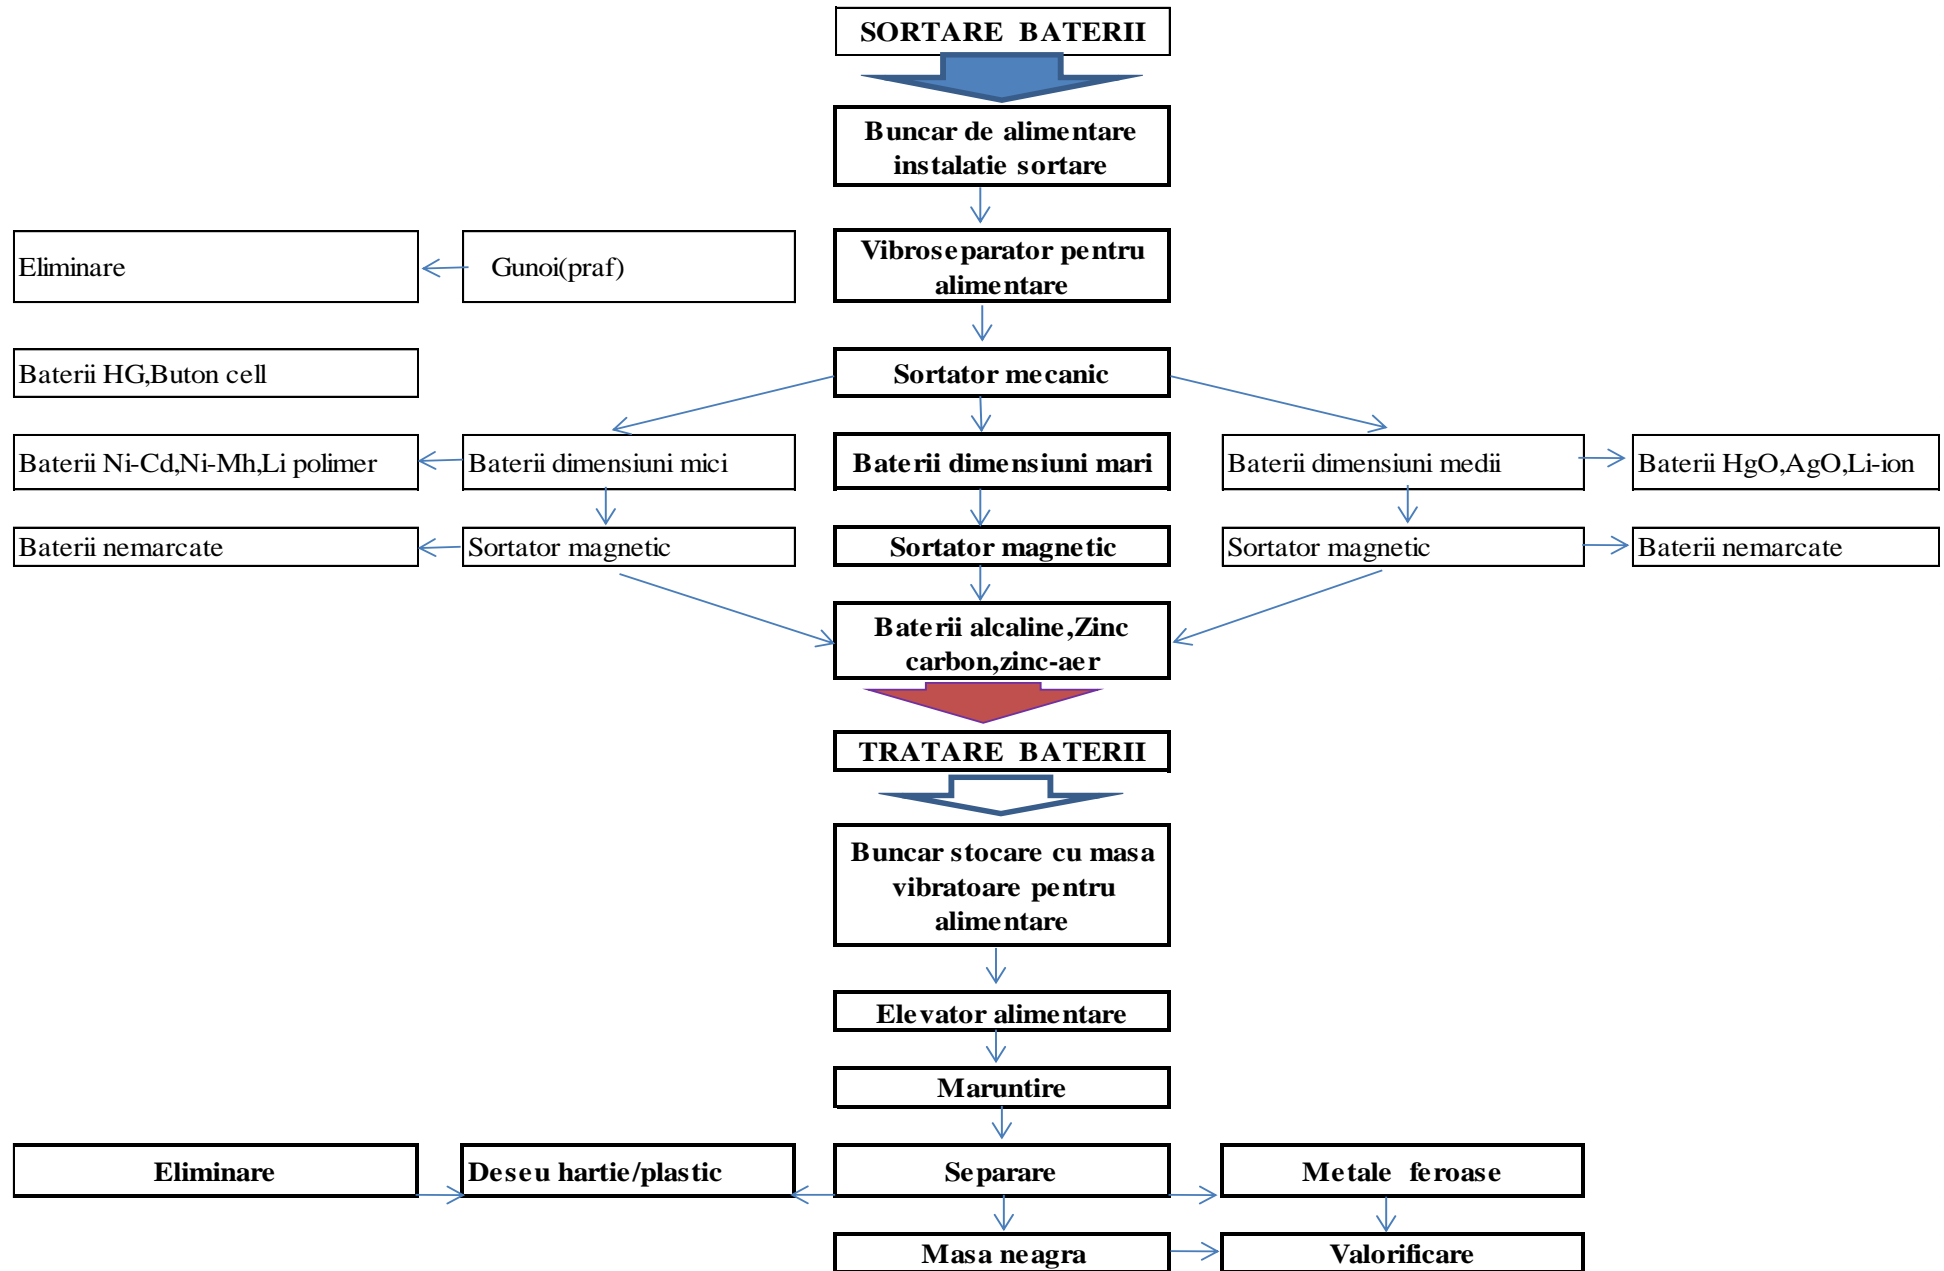 SORTARE BATERII
Buncar de alimentare
instalatie sortare
Eliminare
Gunoi(praf)
Vibroseparator pentru
alimentare
Baterii HG,Buton cell
Sortator mecanic
Baterii Ni-Cd,Ni-Mh,Li polimer
Baterii dimensiuni mici
Baterii dimensiuni mari
Baterii dimensiuni medii
Baterii HgO,AgO,Li-ion
Baterii nemarcate
Sortator magnetic
Sortator magnetic
Sortator magnetic
Baterii nemarcate
Baterii alcaline,Zinc
carbon,zinc-aer
TRATARE BATERII
Buncar stocare cu masa
vibratoare pentru
alimentare
Elevator alimentare
Maruntire
Eliminare
Deseu hartie/plastic
Separare
Metale feroase
Masa neagra
Valorificare